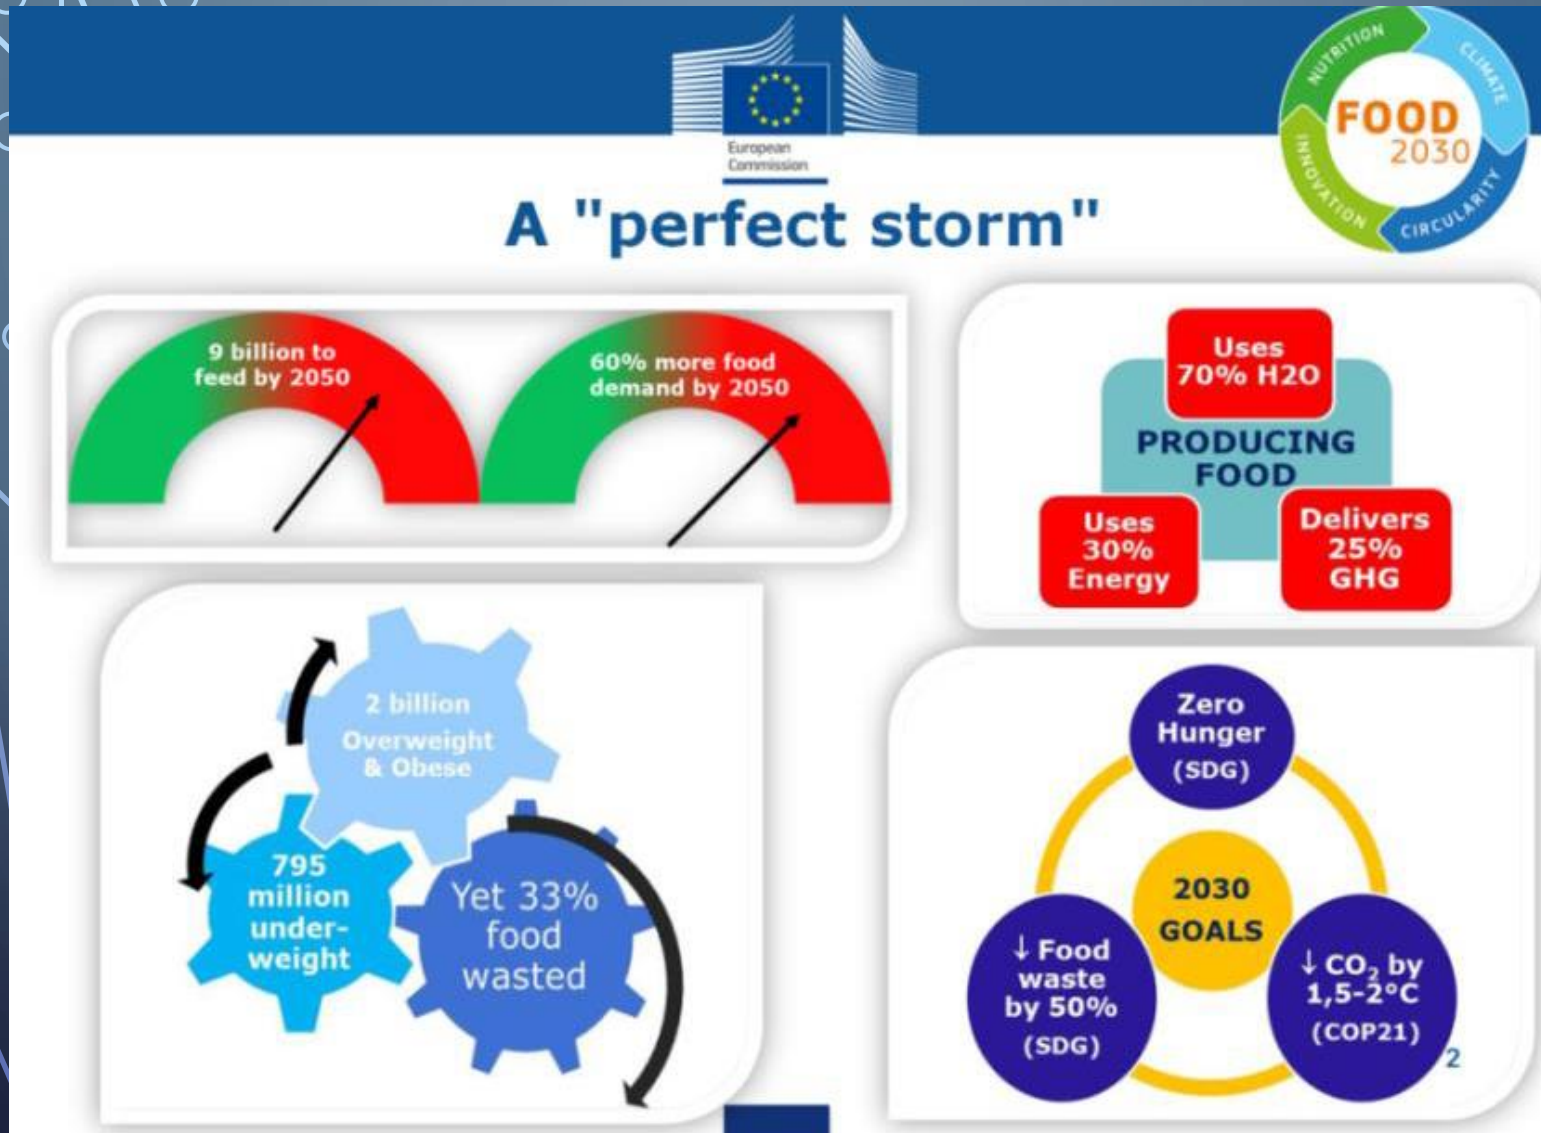 European
Commission
NUTRITION
CLIMATE
CIRCULARITY
INNOVATION
FOOD
2030
A "perfect storm"
9 billion to
feed by 2050
60% more food
demand by 2050
Uses
70% H2O
PRODUCING
FOOD
Uses
30%
Energy
Delivers
25%
GHG
2 billion
Overweight
& Obese
795
million
under-
weight
Yet 33%
food
wasted
Zero
Hunger
(SDG)
2030
GOALS
↓ Food
waste
by 50%
(SDG)
↓ CO₂ by
1,5-2°C
(COP21)
2